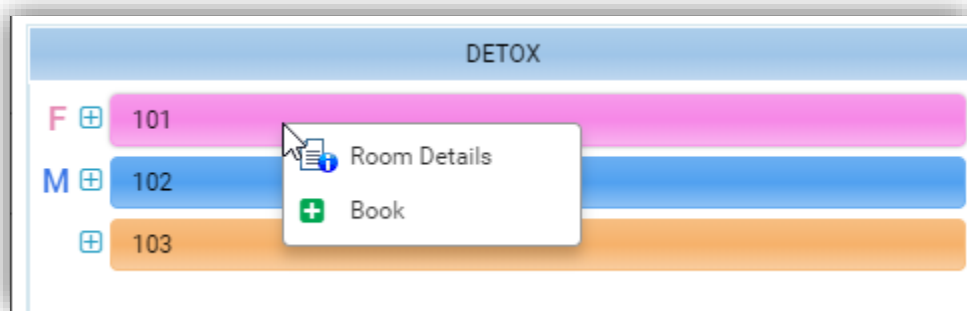 DETOX
F 101
Room Details
M 102
Book
103